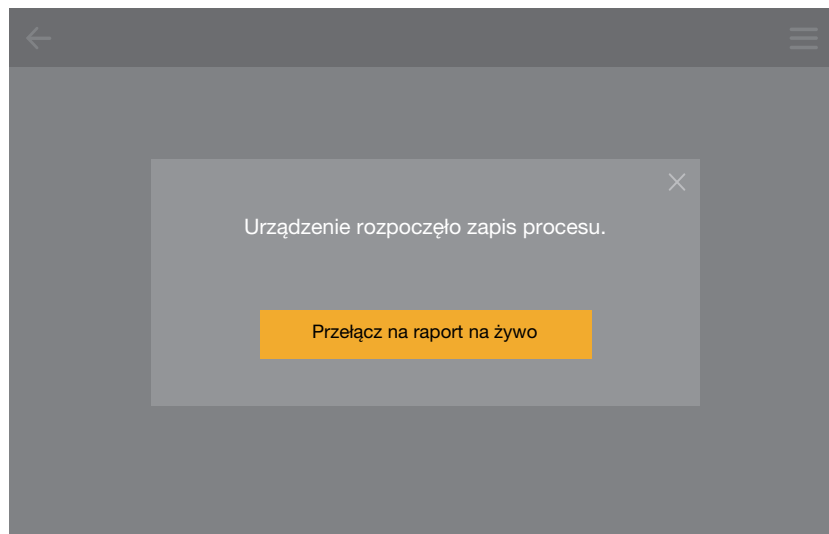 Urządzenie rozpoczęło zapis procesu.
Przełącz na raport na żywo